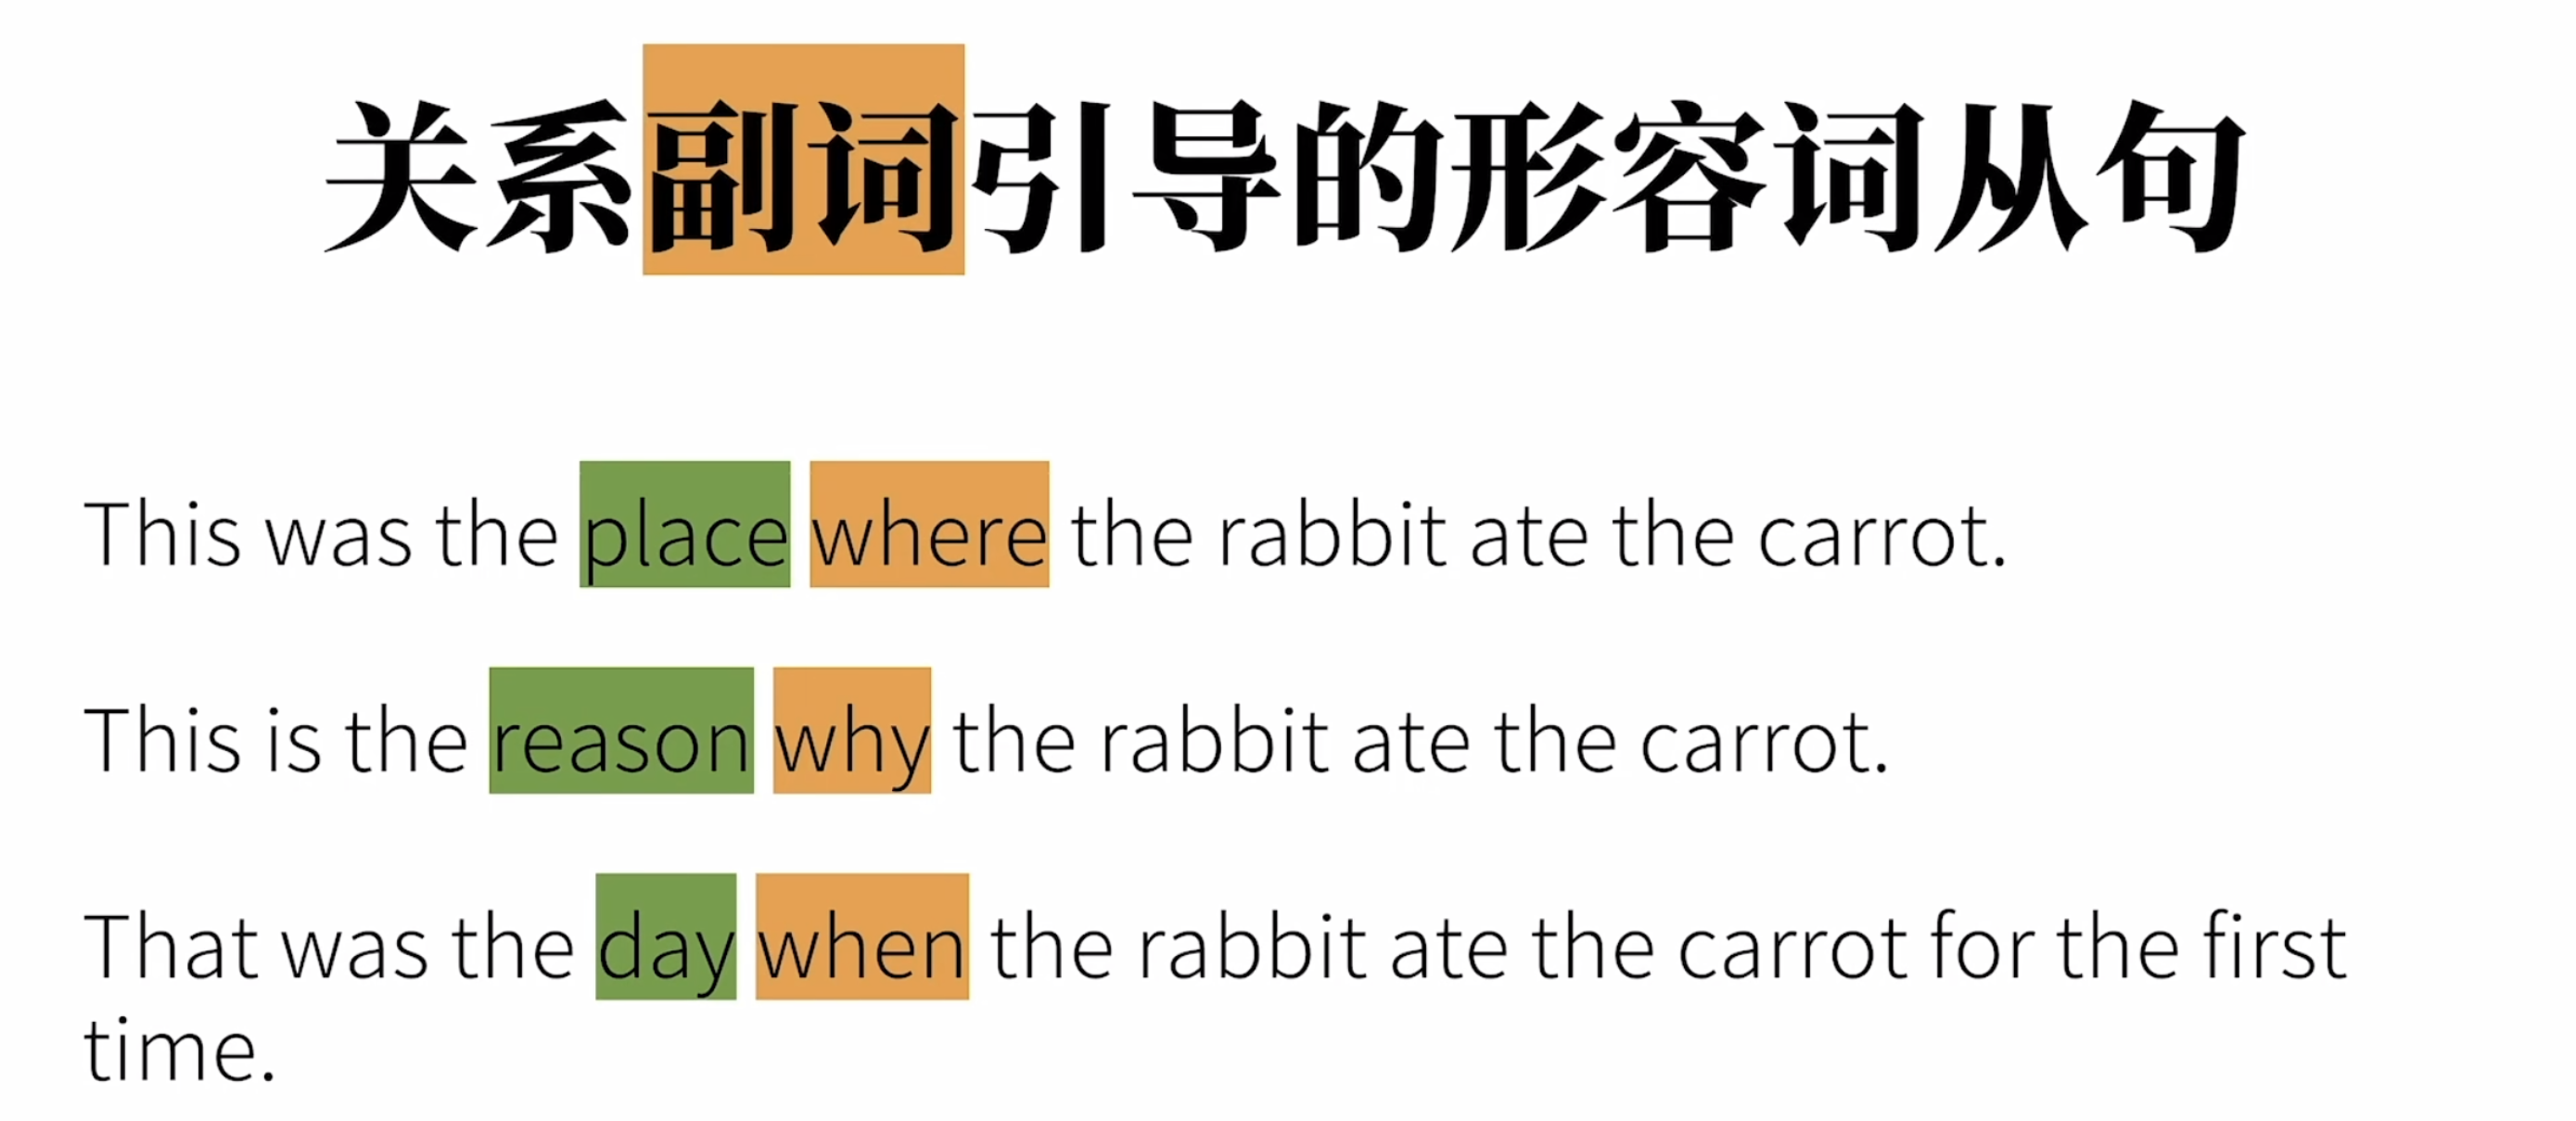 关系副词引导的形容词从句
This was the place where the rabbit ate the carrot.
This is the reason why the rabbit ate the carrot.
That was the day when the rabbit ate the carrot for the first
time.